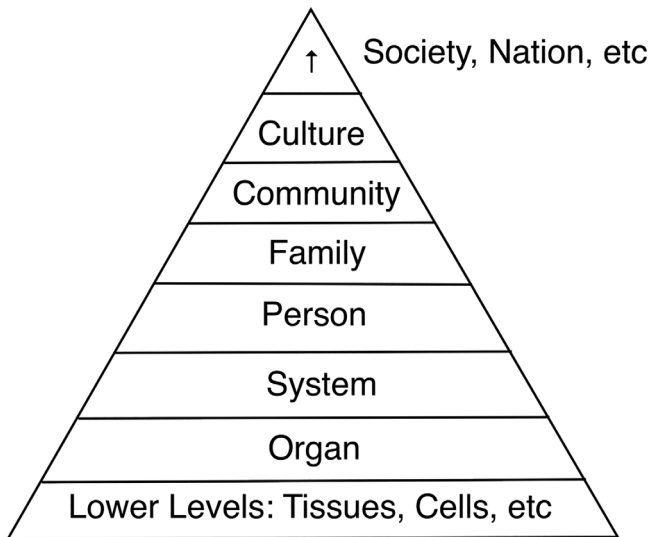 ↑ Society, Nation, etc
Culture
Community
Family
Person
System
Organ
Lower Levels: Tissues, Cells, etc